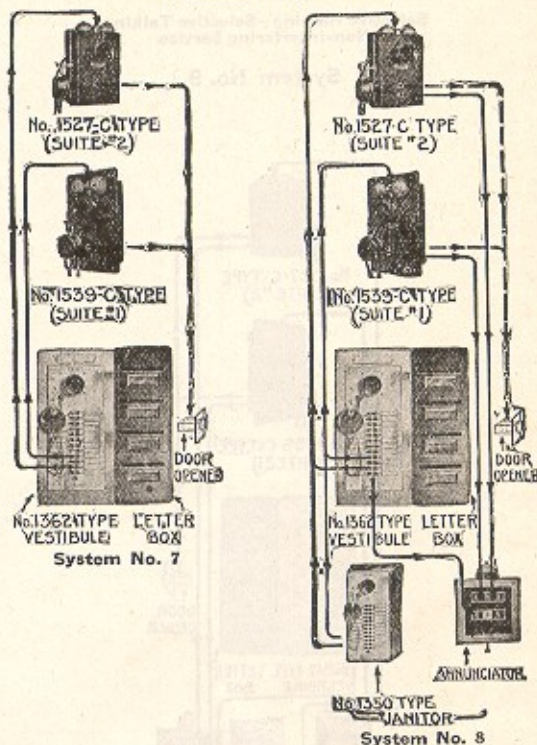 No. 1527-C TYPE
(SUITE #2)
No. 1539-C TYPE
(SUITE #1)
DOOR
OPENER
No. 1362 TYPE
VESTIBULE
LETTER
BOX
System No. 7
No. 1527-C TYPE
(SUITE #2)
No. 1539-C TYPE
(SUITE #1)
DOOR
OPENER
No. 1362 TYPE
VESTIBULE
LETTER
BOX
ANNUNCIATOR
No. 1350 TYPE
JANITOR
System No. 8